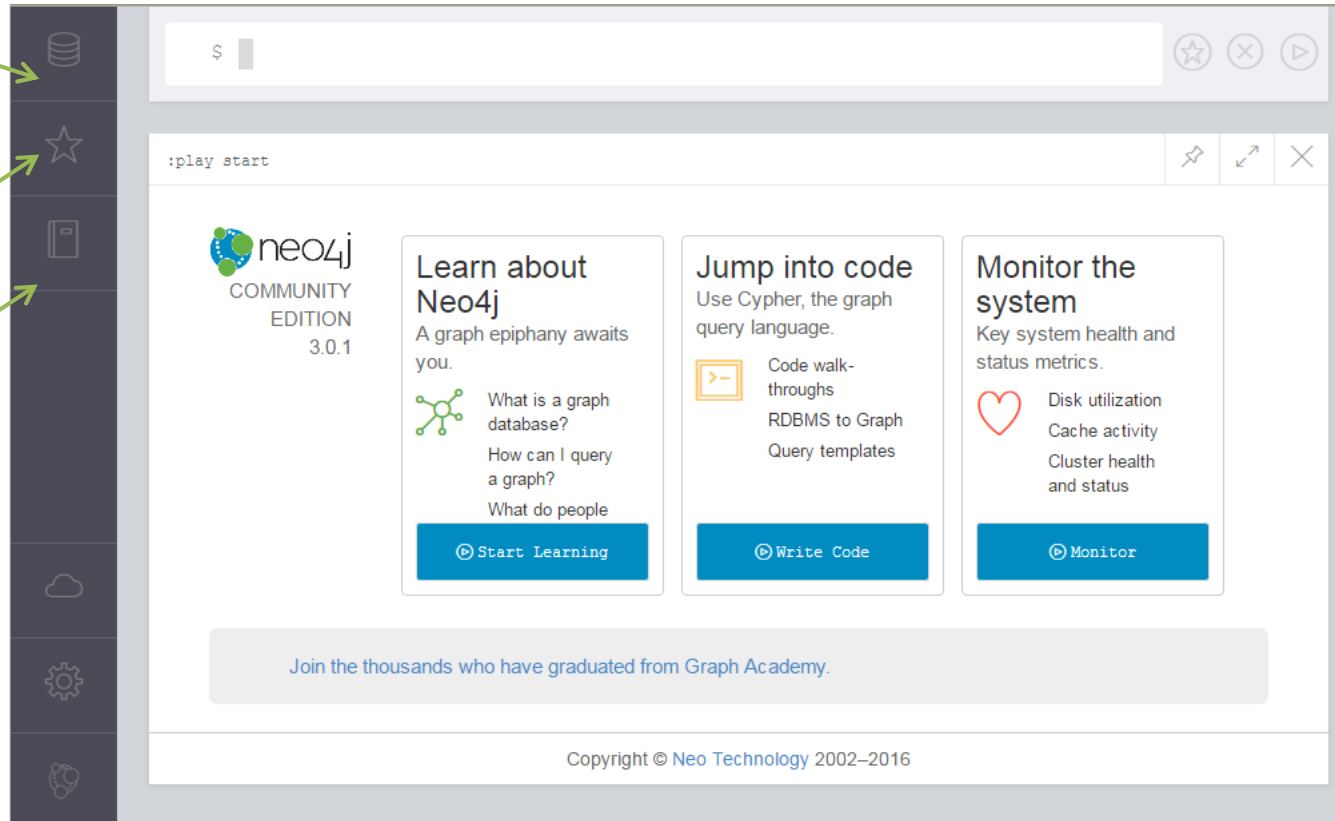 $
:play start
neo4j
COMMUNITY
EDITION
3.0.1
Learn about
Neo4j
A graph epiphany awaits
you.
What is a graph
database?
How can I query
a graph?
What do people
Start Learning
Jump into code
Use Cypher, the graph
query language.
Code walk-
throughs
RDBMS to Graph
Query templates
Write Code
Monitor the
system
Key system health and
status metrics.
Disk utilization
Cache activity
Cluster health
and status
Monitor
Join the thousands who have graduated from Graph Academy.
Copyright © Neo Technology 2002–2016